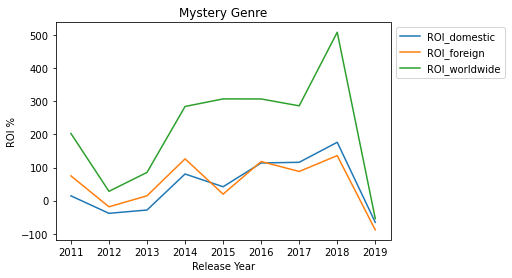 Mystery Genre
ROI_domestic
ROI_foreign
ROI_worldwide
ROI %
500
400
300
200
100
0
−100
2011 2012 2013 2014 2015 2016 2017 2018 2019
Release Year